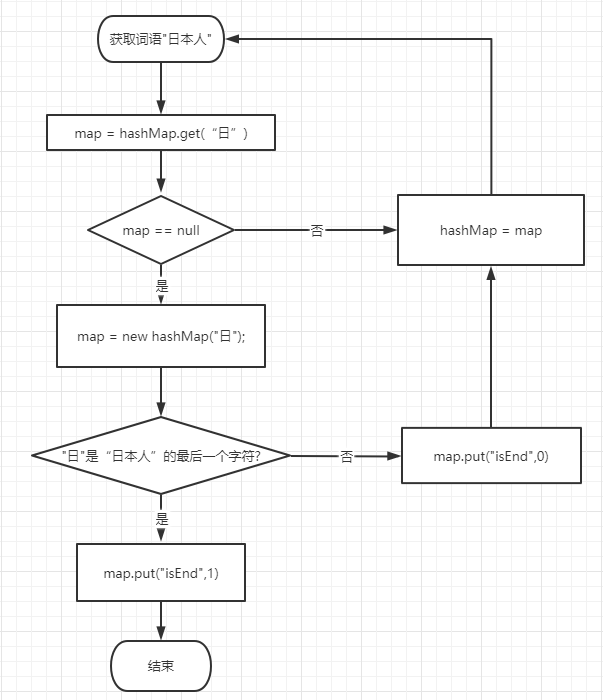 获取词语"日本人"
map = hashMap.get(“日”)
map == null
否
hashMap = map
是
map = new hashMap("日");
"日"是“日本人”的最后一个字符?
否
map.put("isEnd",0)
是
map.put("isEnd",1)
结束